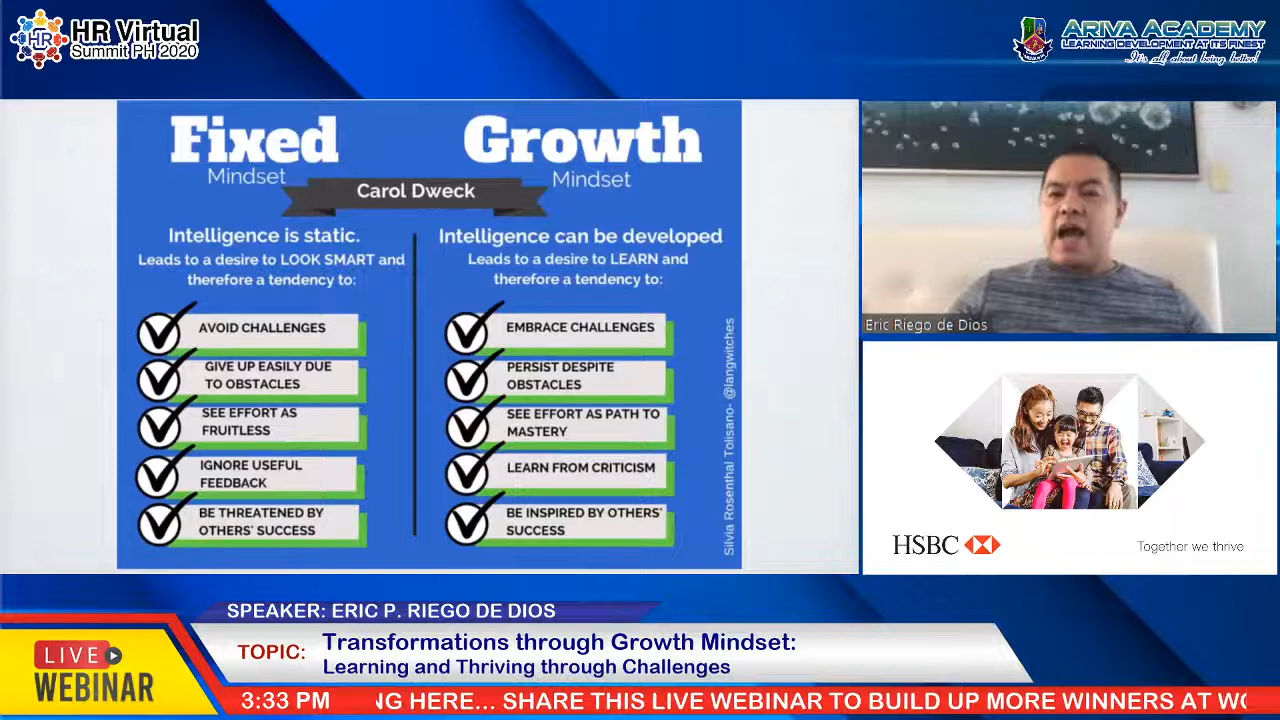 HR
HR Virtual
Summit PH 2020
ARIVA ACADEMY
LEARNING DEVELOPMENT AT ITS FINEST
It's all about being better!
Fixed
Mindset
Growth
Mindset
Carol Dweck
Intelligence is static.
Leads to a desire to LOOK SMART and
therefore a tendency to:
AVOID CHALLENGES
GIVE UP EASILY DUE
TO OBSTACLES
SEE EFFORT AS
FRUITLESS
IGNORE USEFUL
FEEDBACK
BE THREATENED BY
OTHERS' SUCCESS
Intelligence can be developed
Leads to a desire to LEARN and
therefore a tendency to:
EMBRACE CHALLENGES
PERSIST DESPITE
OBSTACLES
SEE EFFORT AS PATH TO
MASTERY
LEARN FROM CRITICISM
BE INSPIRED BY OTHERS'
SUCCESS
Silvia Rosenthal Tolisano- @langwitches
Eric Riego de Dios
HSBC
Together we thrive
SPEAKER: ERIC P. RIEGO DE DIOS
TOPIC:
Transformations through Growth Mindset:
Learning and Thriving through Challenges
LIVE
WEBINAR
3:33 PM
NG HERE... SHARE THIS LIVE WEBINAR TO BUILD UP MORE WINNERS AT WO